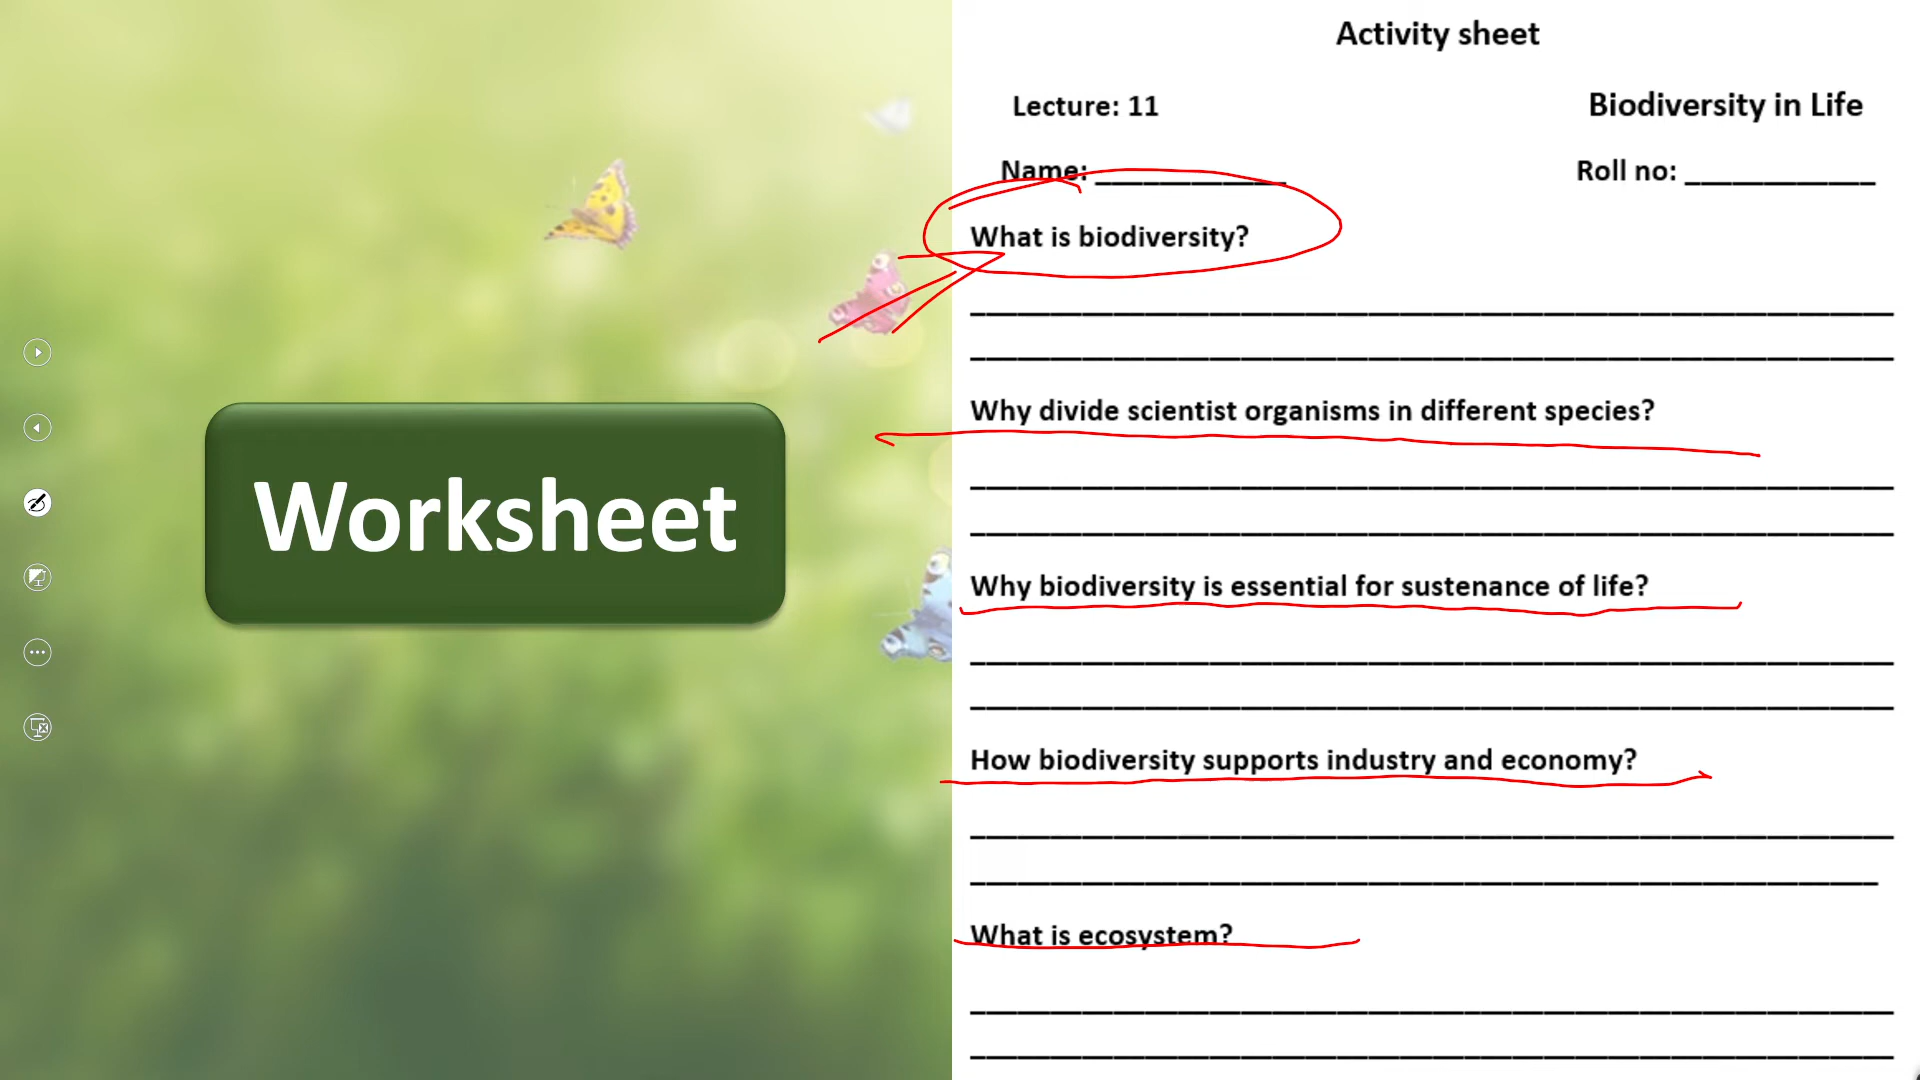 Worksheet
Activity sheet
Lecture: 11 Biodiversity in Life
Name: ____________ Roll no: ____________
What is biodiversity?
Why divide scientist organisms in different species?
Why biodiversity is essential for sustenance of life?
How biodiversity supports industry and economy?
What is ecosystem?